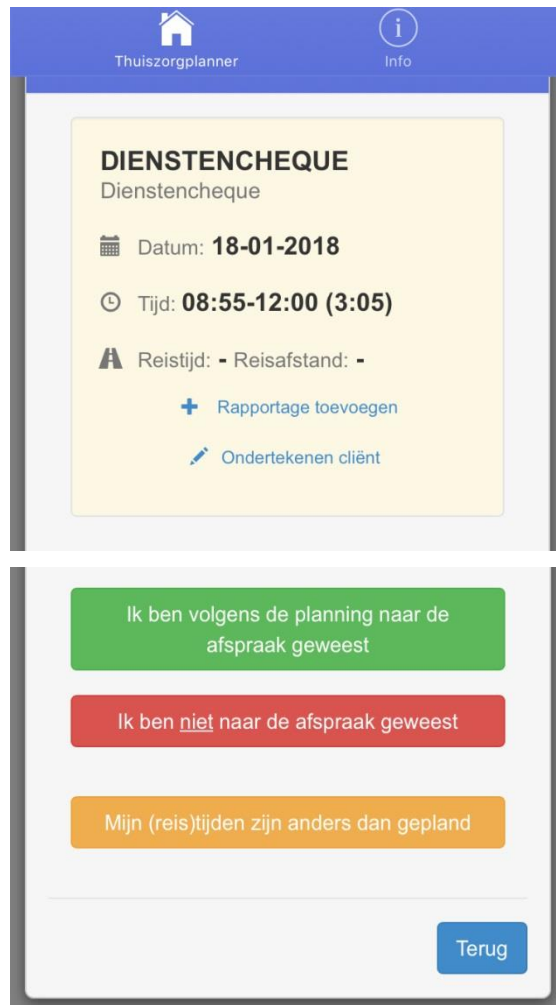 Thuiszorgplanner
Info
DIENSTENCHEQUE
Dienstencheque
Datum: 18-01-2018
Tijd: 08:55-12:00 (3:05)
Reistijd: - Reisafstand: -
Rapportage toevoegen
Ondertekenen cliënt
Ik ben volgens de planning naar de
afspraak geweest
Ik ben niet naar de afspraak geweest
Mijn (reis)tijden zijn anders dan gepland
Terug